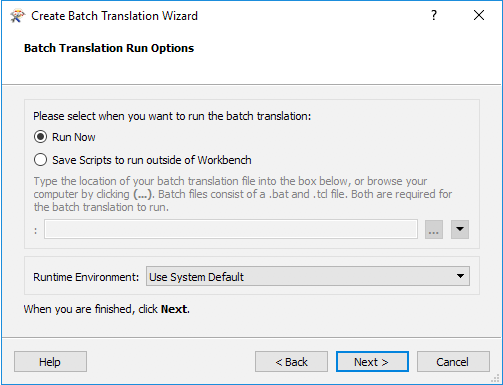 Create Batch Translation Wizard
Batch Translation Run Options
Please select when you want to run the batch translation:
Run Now
Save Scripts to run outside of Workbench
Type the location of your batch translation file into the box below, or browse your
computer by clicking (...). Batch files consist of a .bat and .tcl file. Both are required for
the batch translation to run.
: ...
Runtime Environment: Use System Default
When you are finished, click Next.
Help < Back Next > Cancel